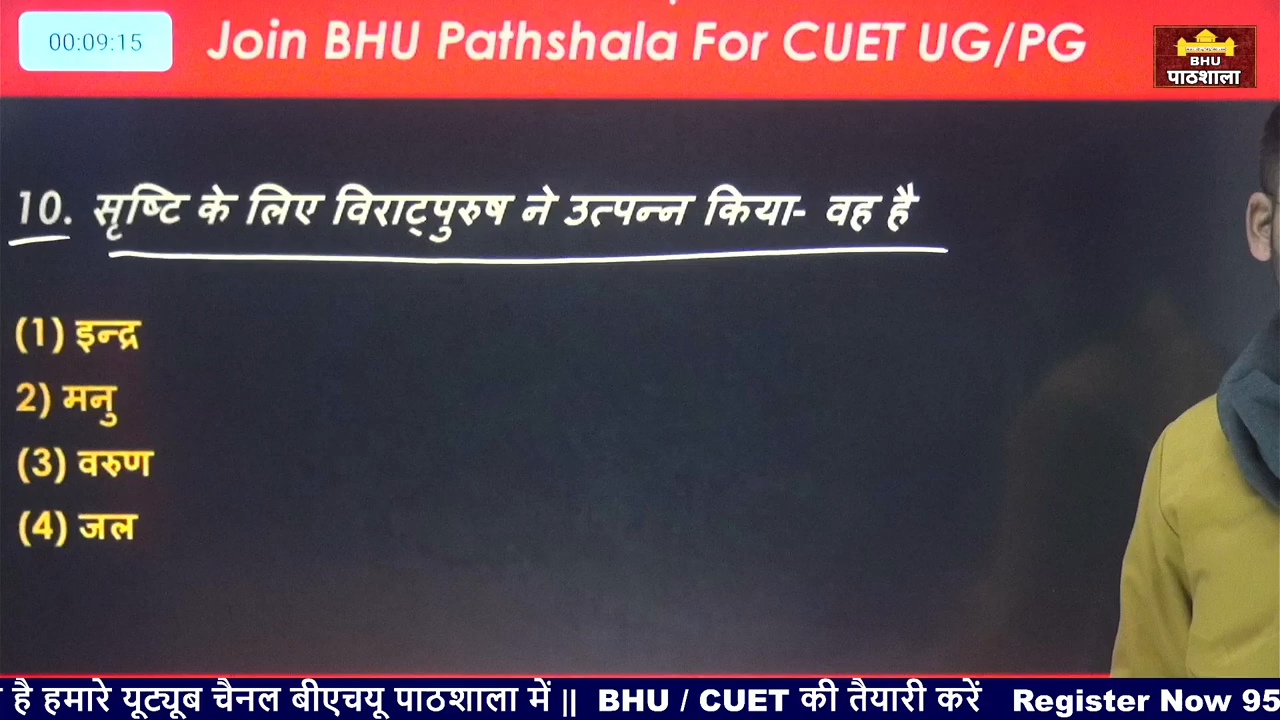 00:09:15
Join BHU Pathshala For CUET UG/PG
BHU
पाठशाला
10. सृष्टि के लिए विराट्पुरुष ने उत्पन्न किया- वह है
(1) इन्द्र
2) मनु
(3) वरुण
(4) जल
है हमारे यूट्यूब चैनल बीएचयू पाठशाला में || BHU / CUET की तैयारी करें Register Now 95